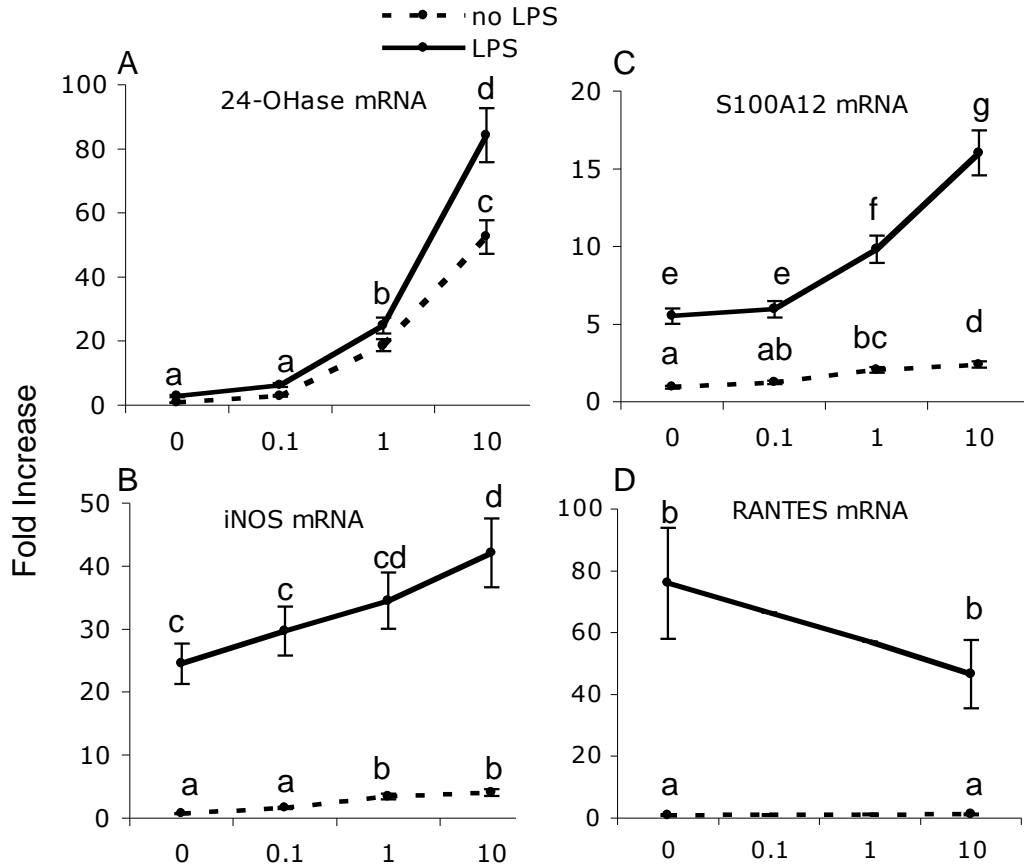 no LPS
LPS
A
24-OHase mRNA
100
80
60
40
20
0
a
a
b
c
d
0 0.1 1 10
C
S100A12 mRNA
20
15
10
5
0
e
e
f
g
a
ab
bc
d
0 0.1 1 10
Fold Increase
B
iNOS mRNA
50
40
30
20
10
0
c
c
cd
d
a
a
b
b
0 0.1 1 10
D
RANTES mRNA
100
80
60
40
20
0
b
b
a
a
0 0.1 1 10